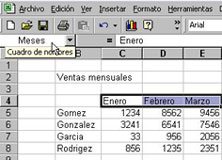 Archivo Edición Ver Insertar Formato Herramientas
Arial
Meses = Enero
Cuadro de nombres
1
2 Ventas mensuales
3
4 Enero Febrero Marzo
5 Gomez 1234 8562 9456
6 Gonzalez 3241 6541 7546
7 Garcia 33 956 2056
8 Rodrigez 856 1235 2351